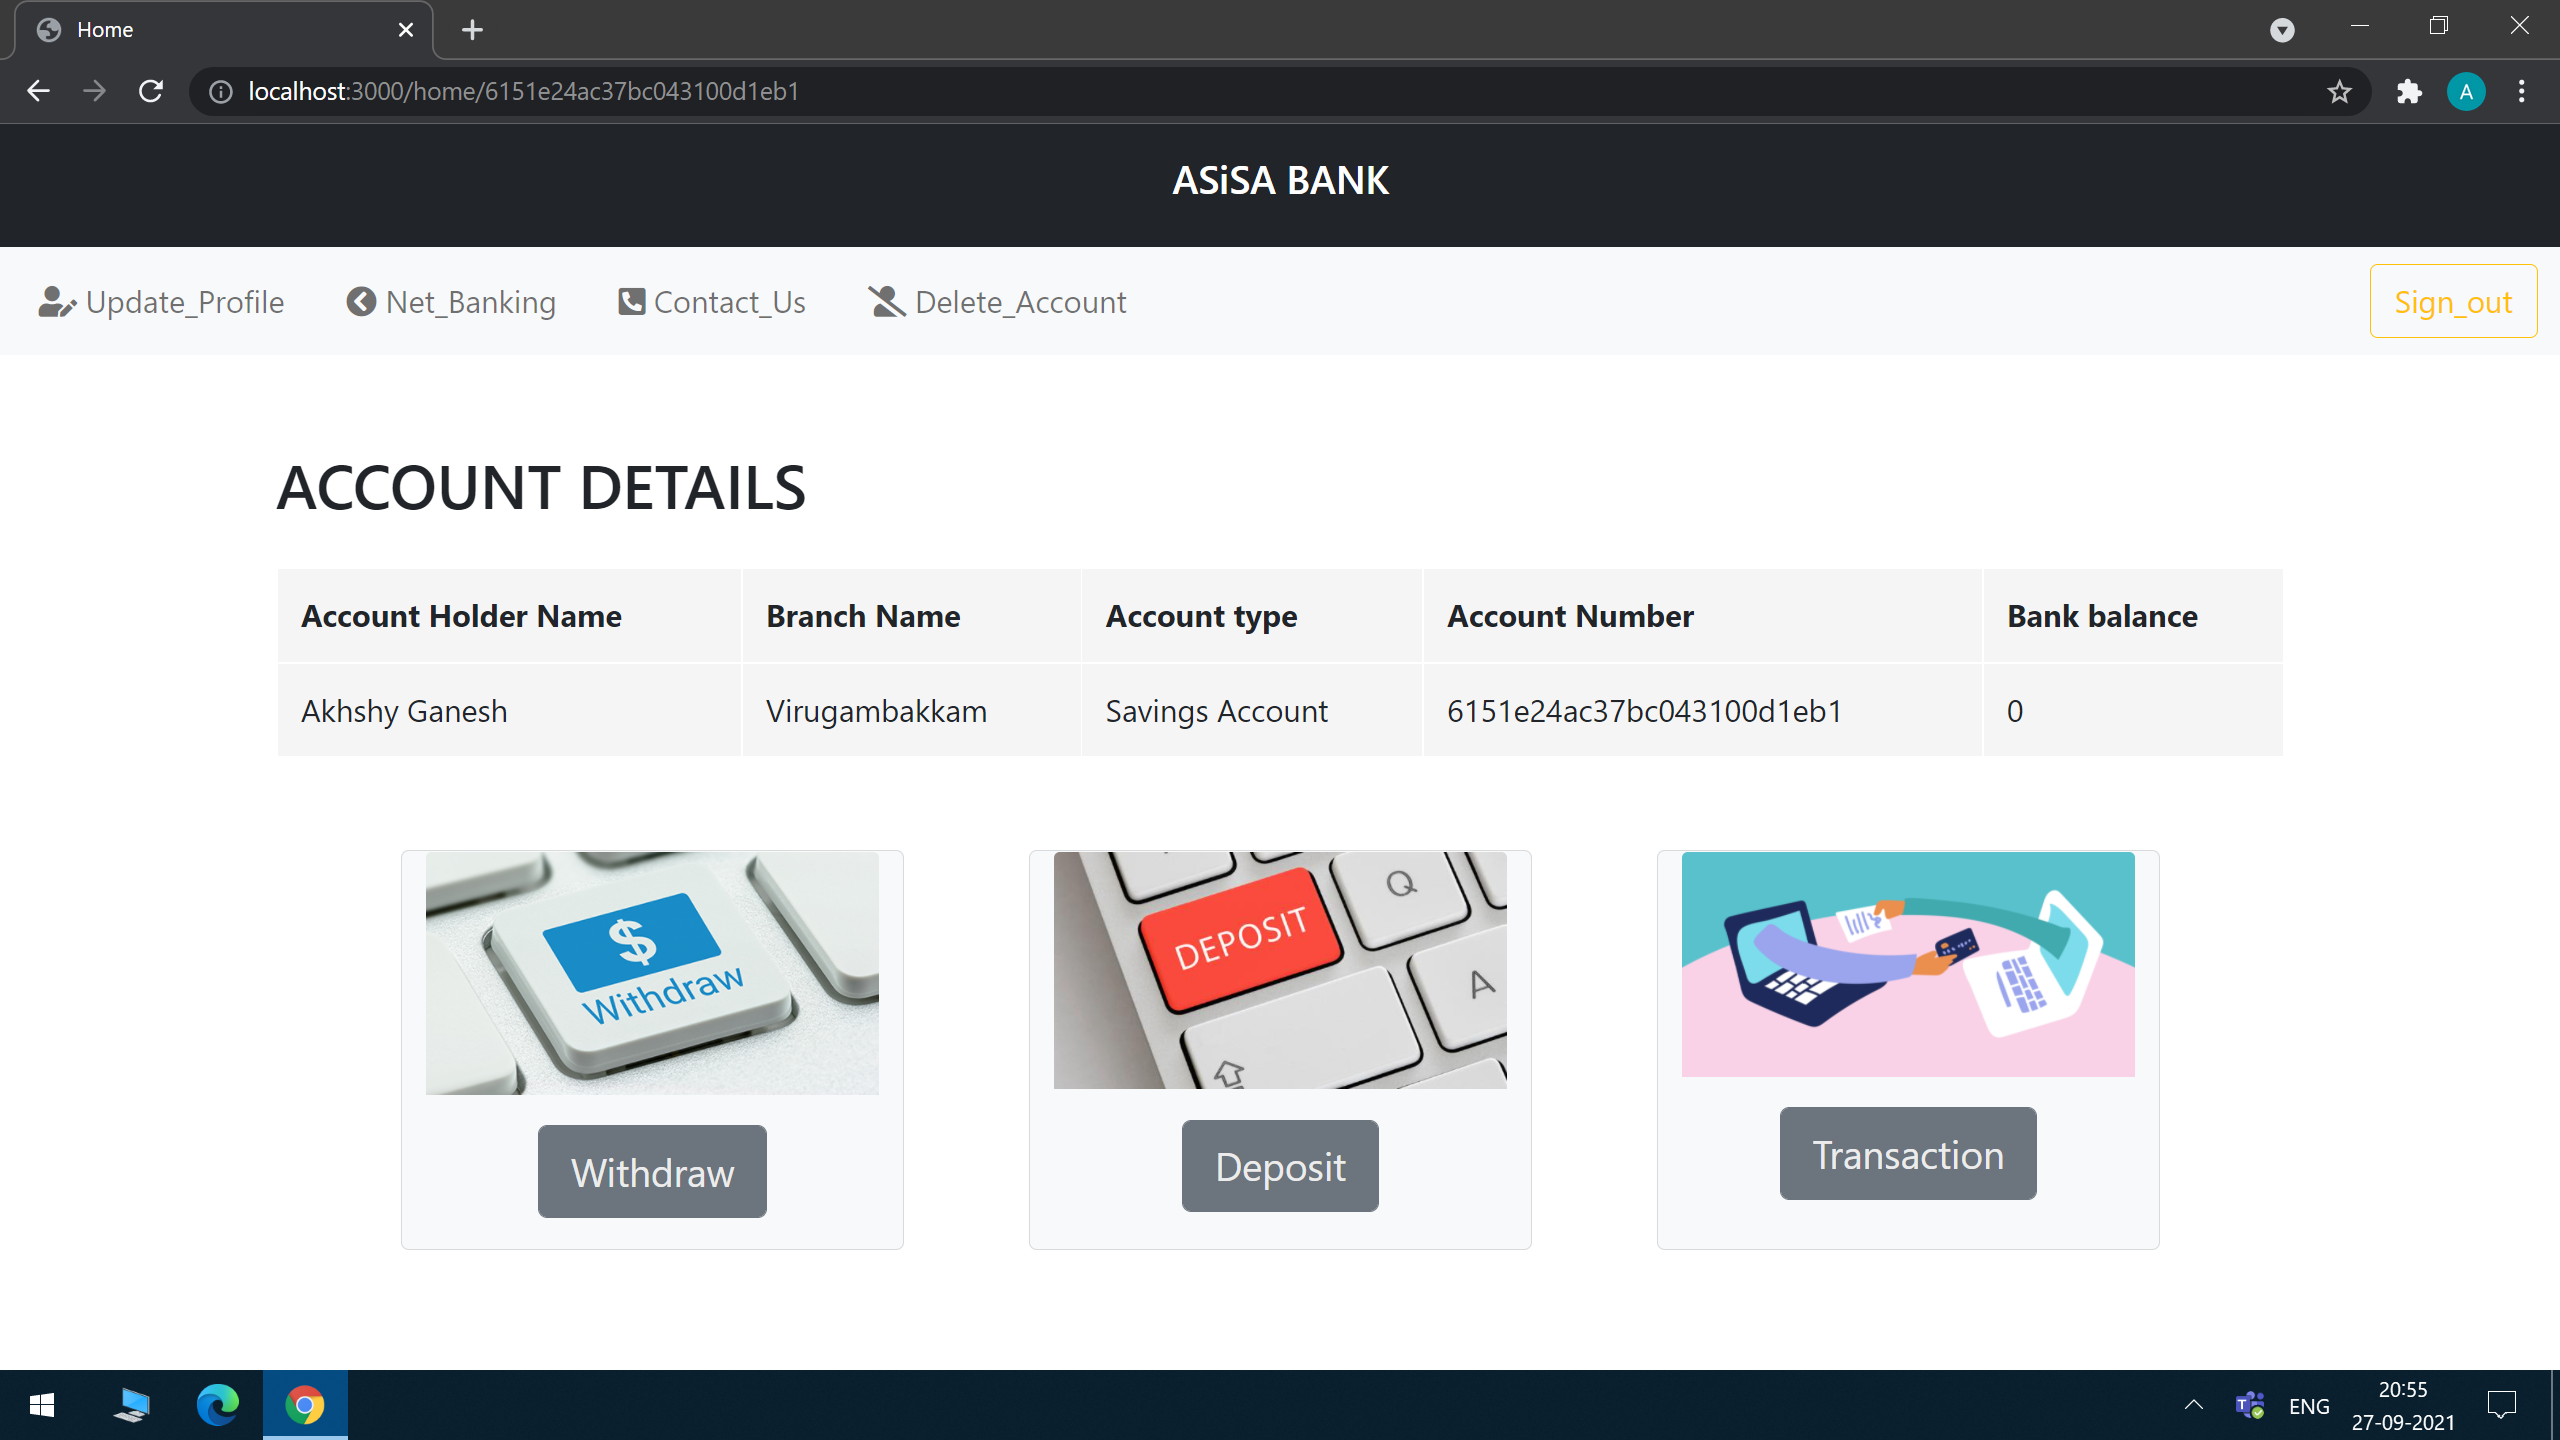 Home
localhost:3000/home/6151e24ac37bc043100d1eb1
A
ASiSA BANK
Update_Profile Net_Banking Contact_Us Delete_Account Sign_out
ACCOUNT DETAILS
Account Holder Name Branch Name Account type Account Number Bank balance
Akhshy Ganesh Virugambakkam Savings Account 6151e24ac37bc043100d1eb1 0
$
Withdraw
DEPOSIT
Q
A
Withdraw
Deposit
Transaction
T
ENG
20:55
27-09-2021